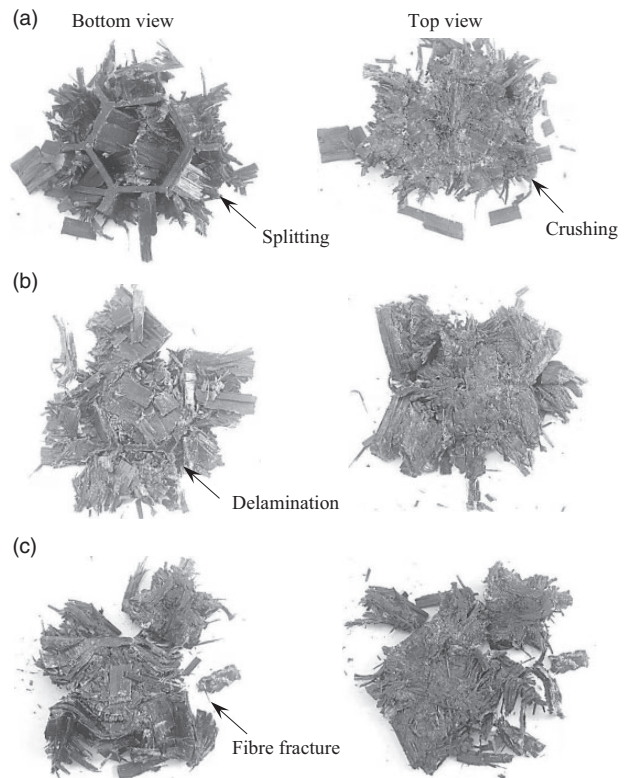 (a)
Bottom view
Top view
Splitting
Crushing
(b)
Delamination
(c)
Fibre fracture